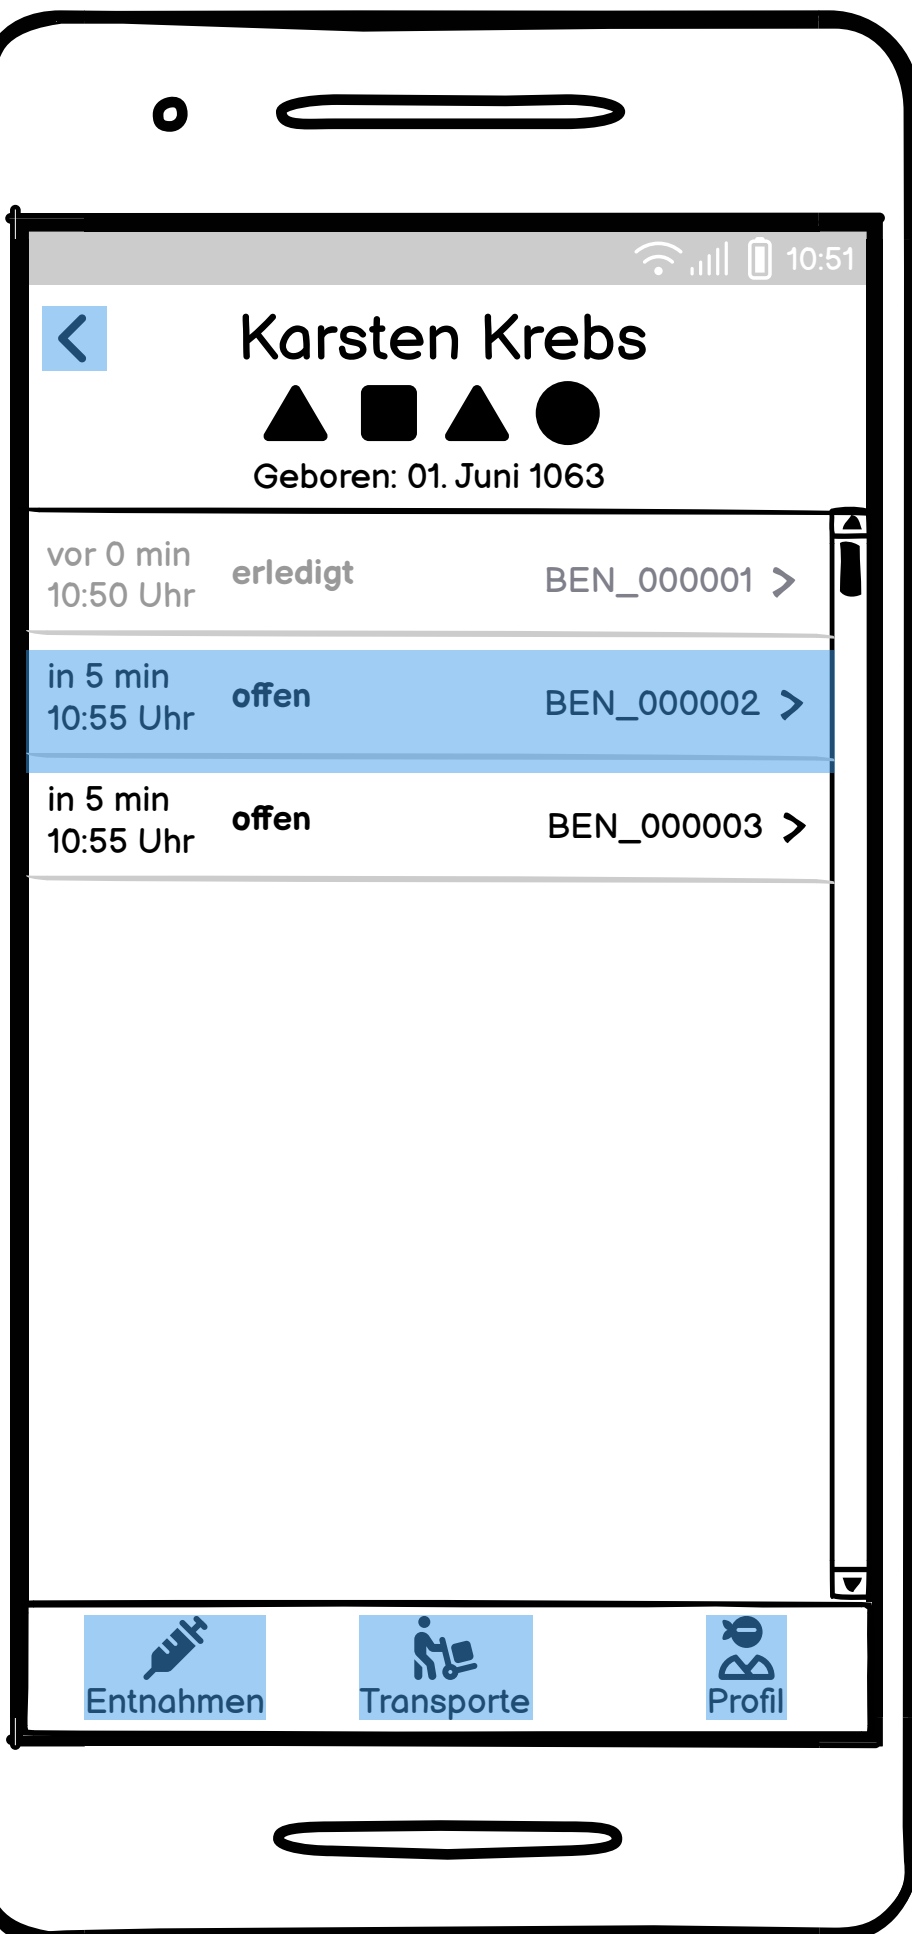 10:51
Karsten Krebs
Geboren: 01. Juni 1063
vor 0 min
10:50 Uhr
erledigt
BEN_000001
in 5 min
10:55 Uhr
offen
BEN_000002
in 5 min
10:55 Uhr
offen
BEN_000003
Entnahmen
Transporte
Profil